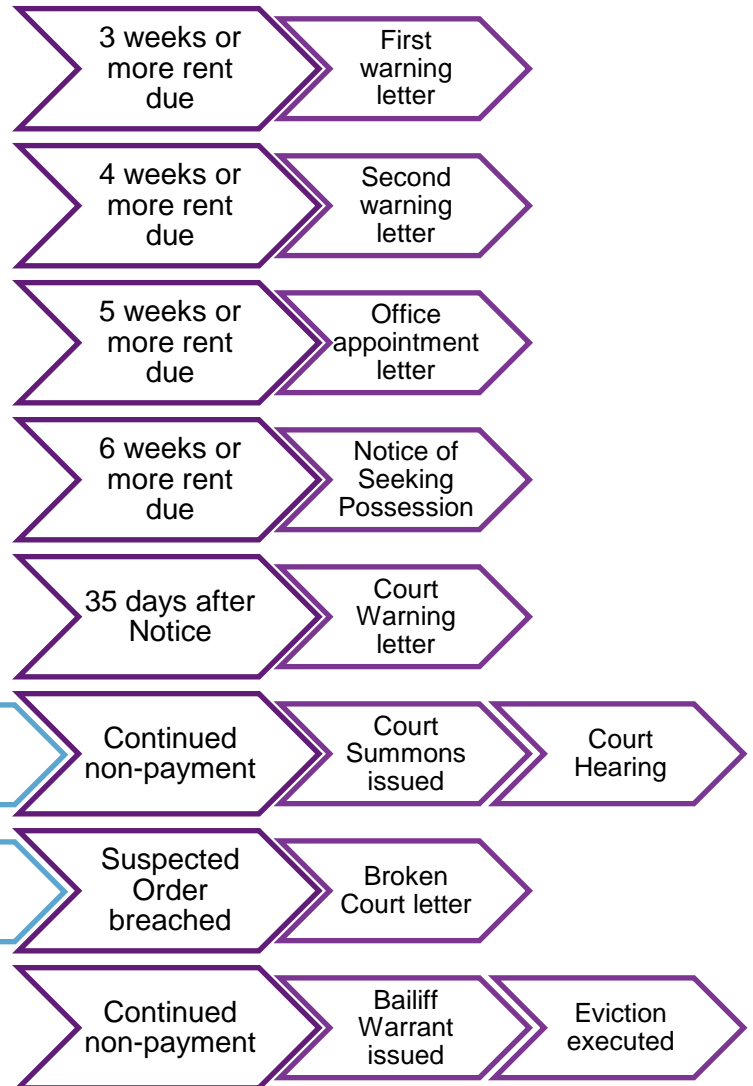 3 weeks or
more rent
due
First
warning
letter
4 weeks or
more rent
due
Second
warning
letter
5 weeks or
more rent
due
Office
appointment
letter
6 weeks or
more rent
due
Notice of
Seeking
Possession
35 days after
Notice
Court
Warning
letter
Continued
non-payment
Court
Summons
issued
Court
Hearing
Suspected
Order
breached
Broken
Court letter
Continued
non-payment
Bailiff
Warrant
issued
Eviction
executed